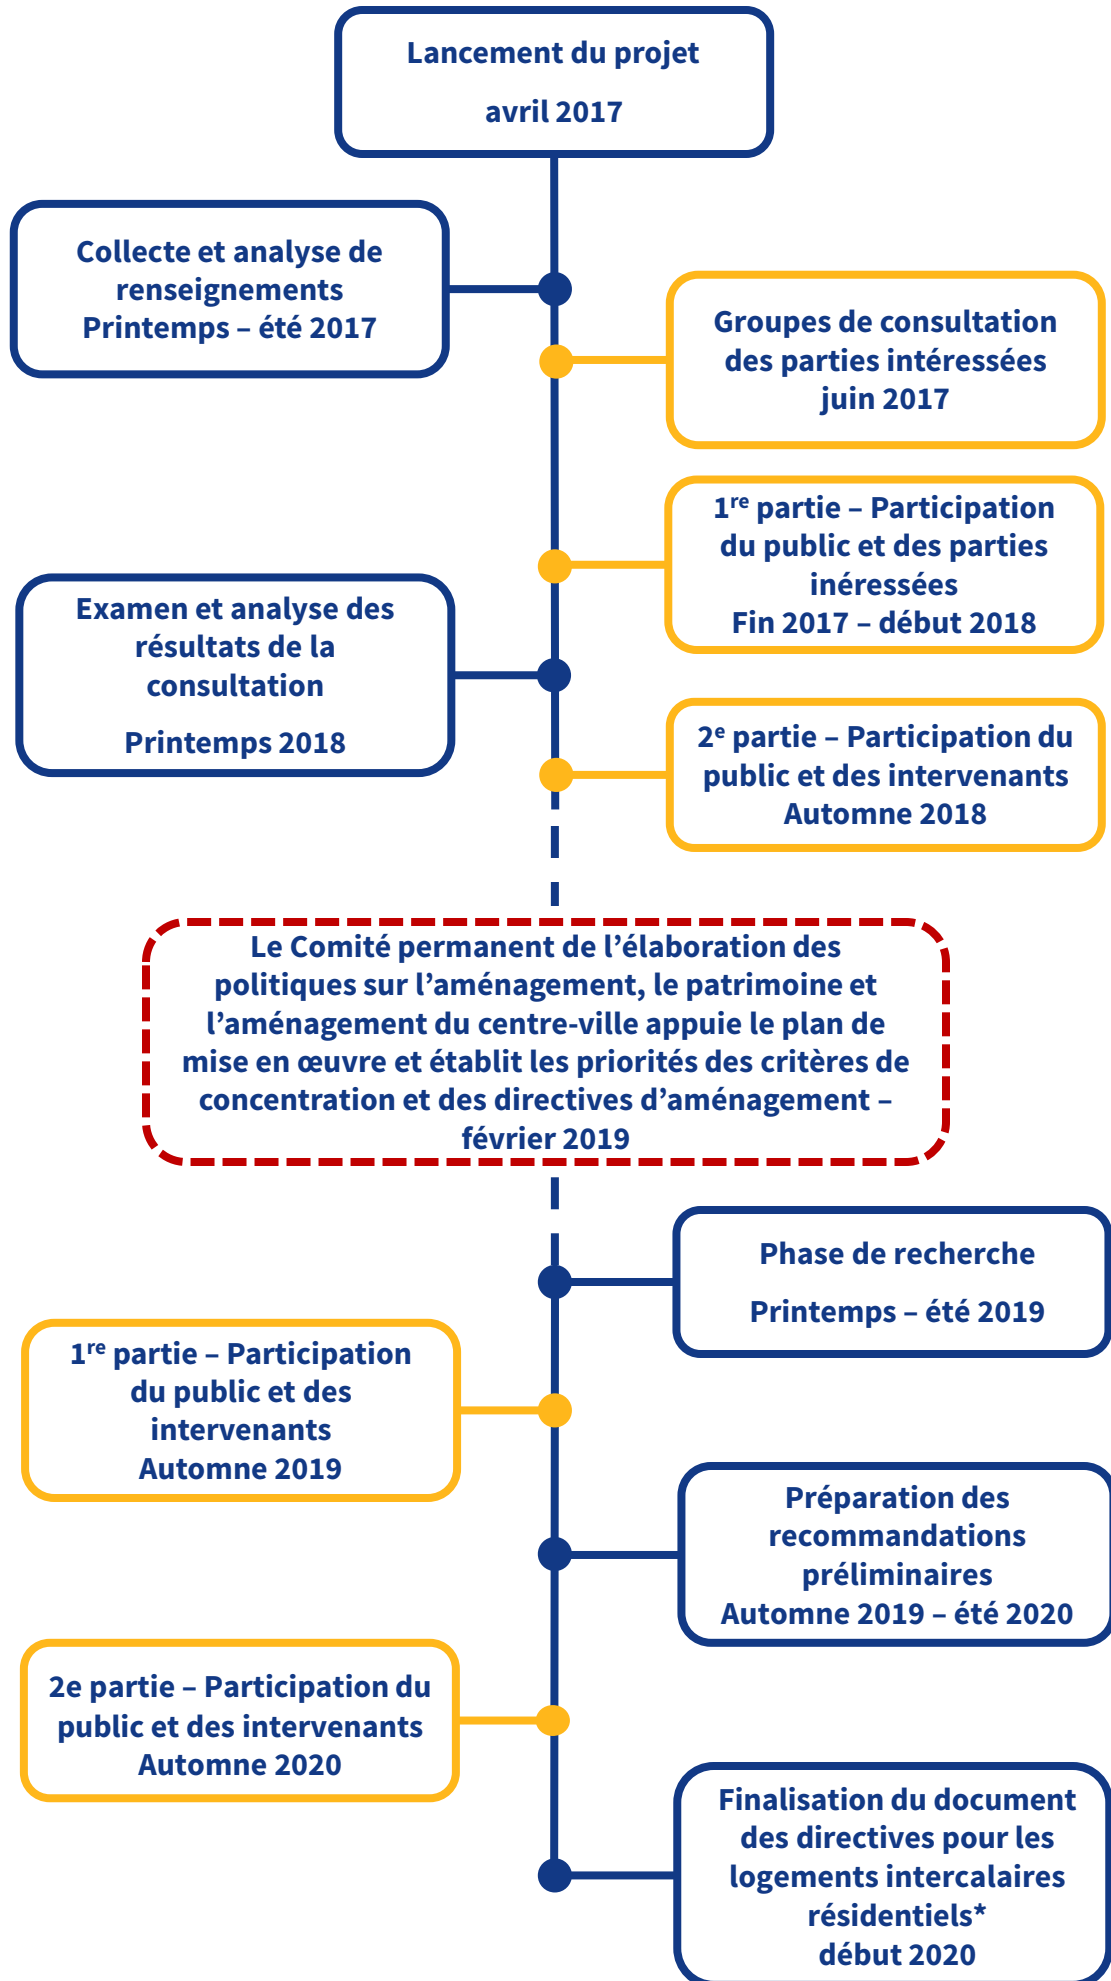 Lancement du projet
avril 2017
Collecte et analyse de
renseignements
Printemps – été 2017
Groupes de consultation
des parties intéressées
juin 2017
1re partie – Participation
du public et des parties
inéressées
Fin 2017 – début 2018
Examen et analyse des
résultats de la
consultation
Printemps 2018
2e partie – Participation du
public et des intervenants
Automne 2018
Le Comité permanent de l’élaboration des
politiques sur l’aménagement, le patrimoine et
l’aménagement du centre-ville appuie le plan de
mise en œuvre et établit les priorités des critères de
concentration et des directives d’aménagement –
février 2019
Phase de recherche
Printemps – été 2019
1re partie – Participation
du public et des
intervenants
Automne 2019
Préparation des
recommandations
préliminaires
Automne 2019 – été 2020
2e partie – Participation du
public et des intervenants
Automne 2020
Finalisation du document
des directives pour les
logements intercalaires
résidentiels*
début 2020